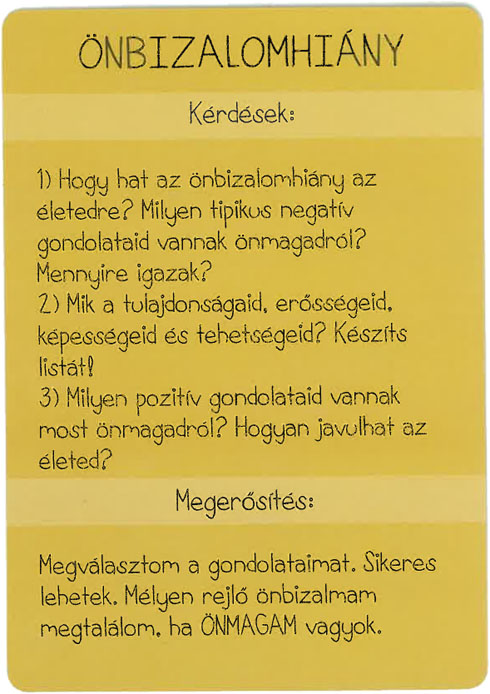 ÖNBIZALOMHIÁNY
Kérdések:
1) Hogy hat az önbizalomhiány az
életedre? Milyen tipikus negatív
gondolataid vannak önmagadról?
Mennyire igazak?
2) Mik a tulajdonságaid, erősségeid,
képességeid és tehetségeid? Készíts
listát!
3) Milyen pozitív gondolataid vannak
most önmagadról? Hogyan javulhat az
életed?
Megerősítés:
Megválasztom a gondolataimat. Sikeres
lehetek. Mélyen rejlő önbizalmam
megtalálom, ha ÖNMAGAM vagyok.